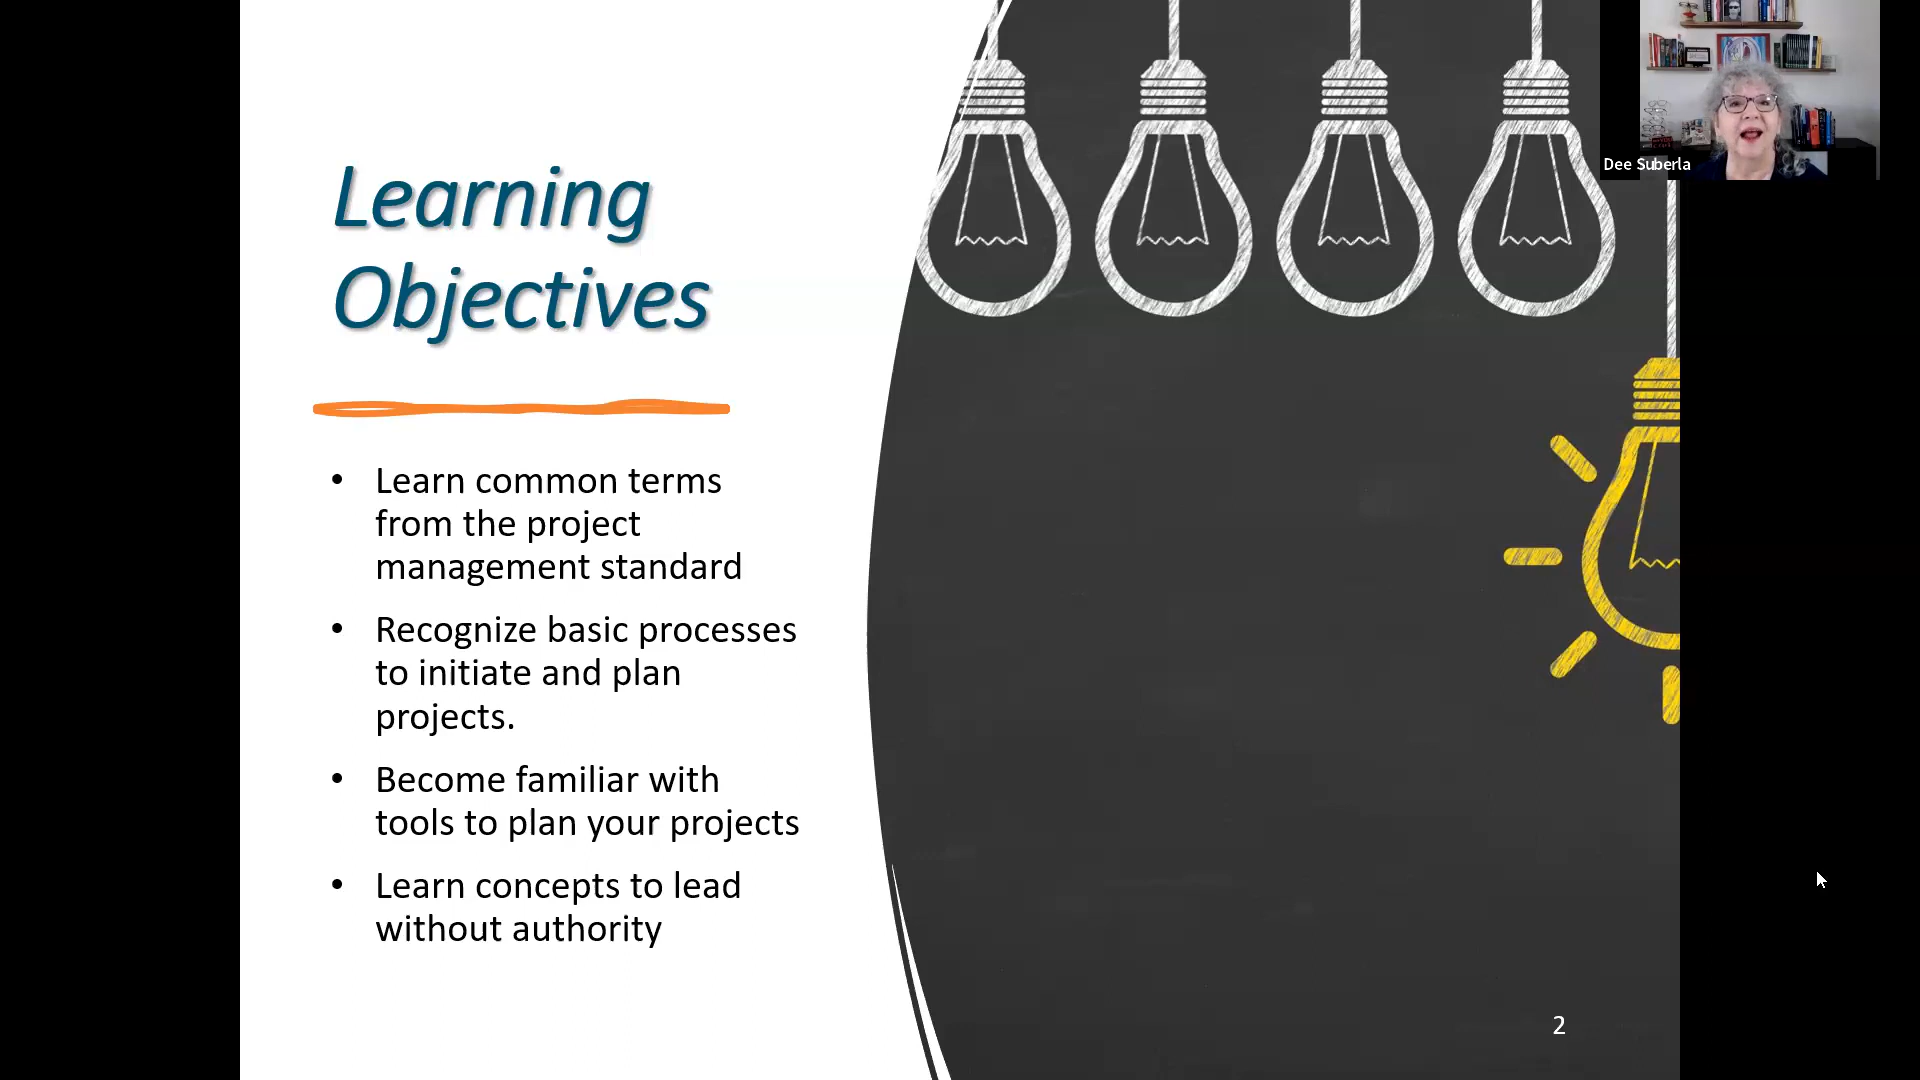 Dee Suberla
Learning
Objectives
• Learn common terms
from the project
management standard
• Recognize basic processes
to initiate and plan
projects.
• Become familiar with
tools to plan your projects
• Learn concepts to lead
without authority
2